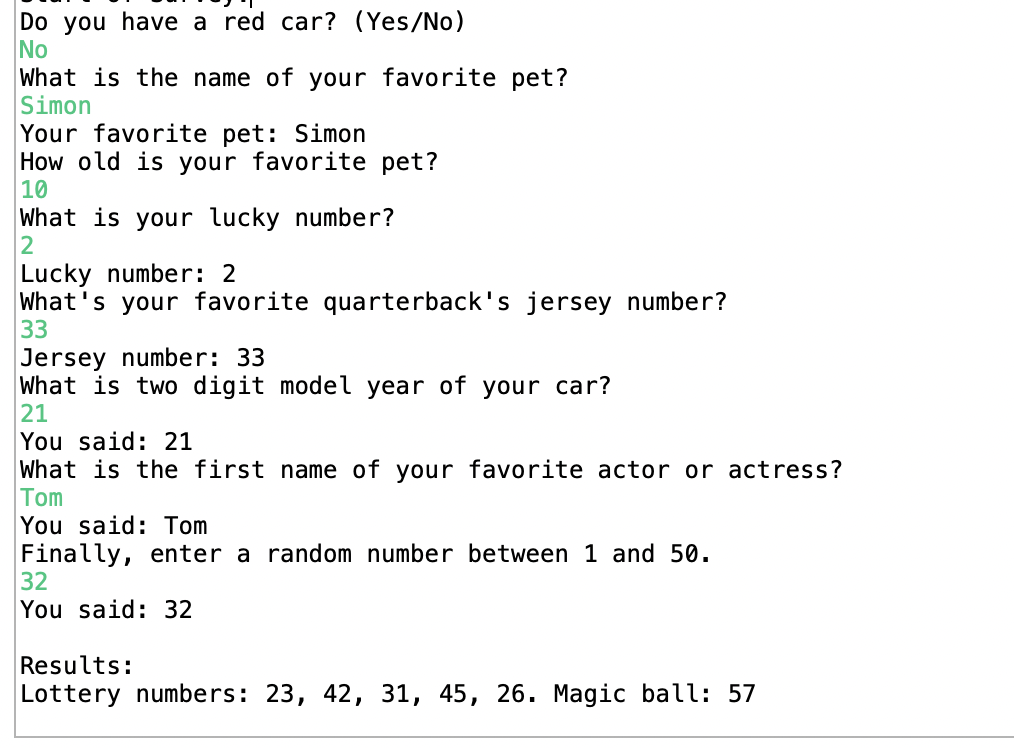 Do you have a red car? (Yes/No)
No
What is the name of your favorite pet?
Simon
Your favorite pet: Simon
How old is your favorite pet?
10
What is your lucky number?
2
Lucky number: 2
What's your favorite quarterback's jersey number?
33
Jersey number: 33
What is two digit model year of your car?
21
You said: 21
What is the first name of your favorite actor or actress?
Tom
You said: Tom
Finally, enter a random number between 1 and 50.
32
You said: 32
Results:
Lottery numbers: 23, 42, 31, 45, 26. Magic ball: 57